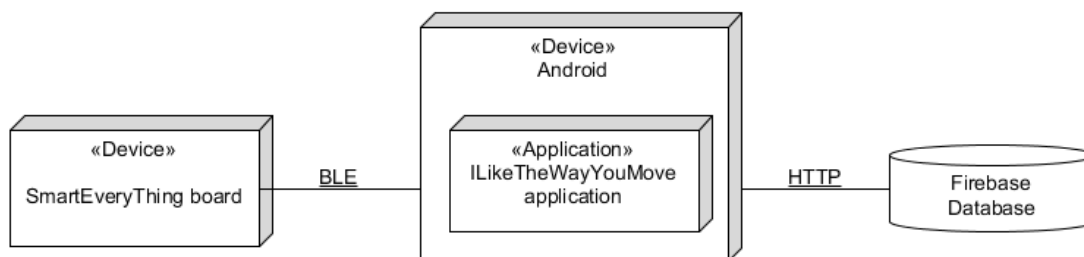 «Device»
SmartEveryThing board
BLE
«Device»
Android
«Application»
ILikeTheWayYouMove
application
HTTP
Firebase
Database